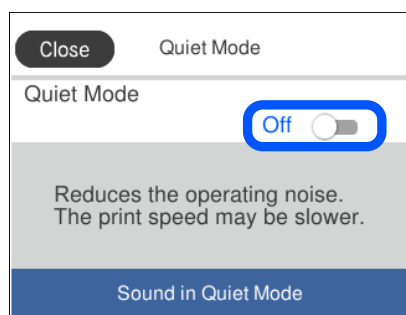 Close Quiet Mode
Quiet Mode
Off
Reduces the operating noise.
The print speed may be slower.
Sound in Quiet Mode